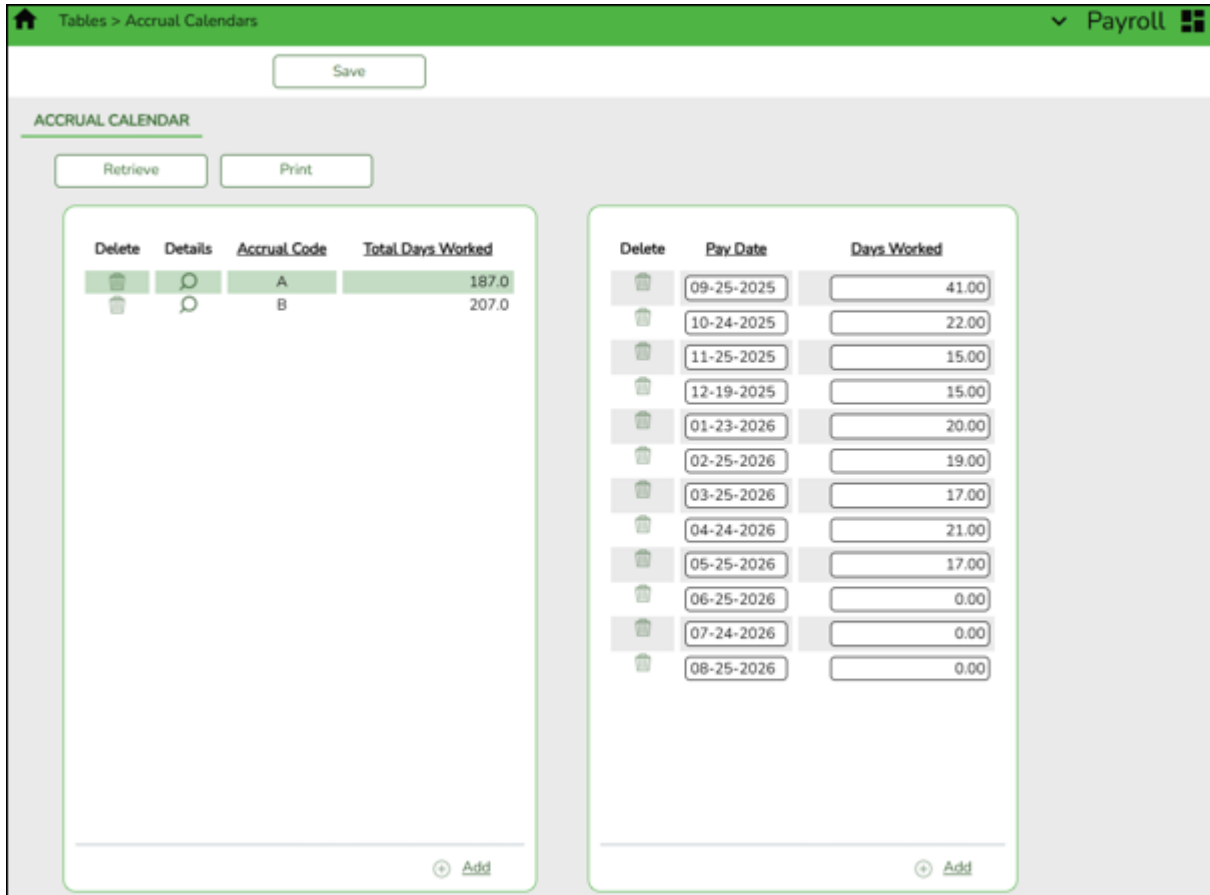 Tables > Accrual Calendars Payroll
Save
ACCRUAL CALENDAR
Retrieve Print
Delete Details Accrual Code Total Days Worked
A 187.0
B 207.0
Add
Delete Pay Date Days Worked
09-25-2025 41.00
10-24-2025 22.00
11-25-2025 15.00
12-19-2025 15.00
01-23-2026 20.00
02-25-2026 19.00
03-25-2026 17.00
04-24-2026 21.00
05-25-2026 17.00
06-25-2026 0.00
07-24-2026 0.00
08-25-2026 0.00
Add